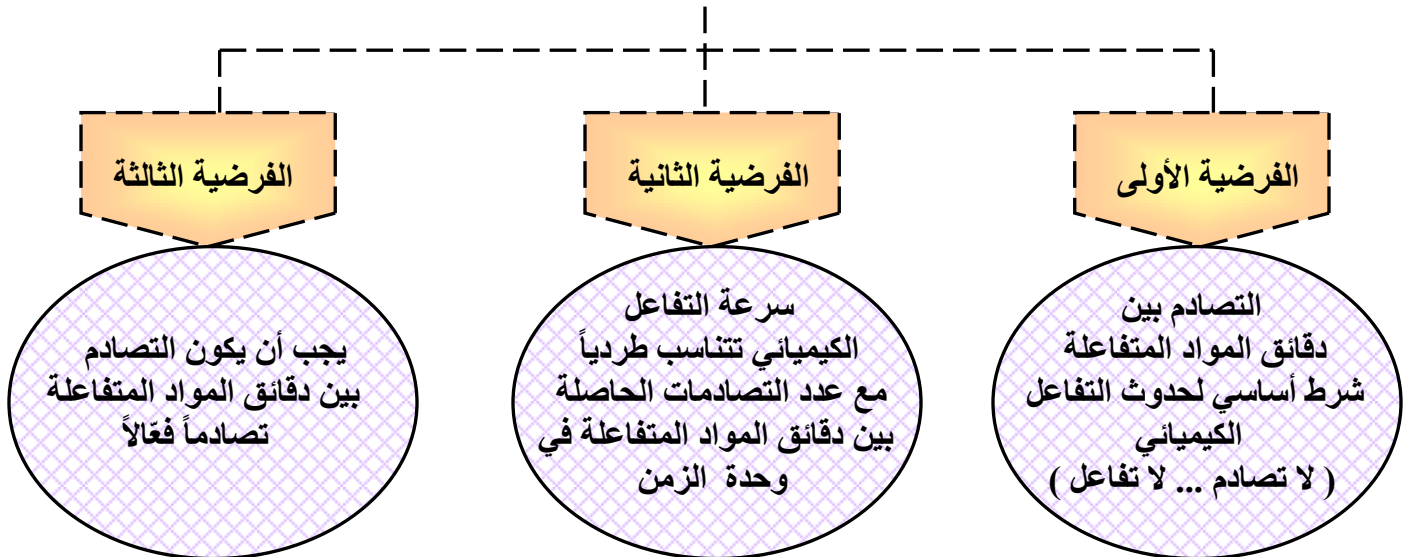 الفرضية الأولى
التصادم بين
دقائق المواد المتفاعلة
شرط أساسي لحدوث التفاعل
الكيميائي
( لا تصادم ... لا تفاعل )
الفرضية الثانية
سرعة التفاعل
الكيميائي تتناسب طردياً
مع عدد التصادمات الحاصلة
بين دقائق المواد المتفاعلة في
وحدة الزمن
الفرضية الثالثة
يجب أن يكون التصادم
بين دقائق المواد المتفاعلة
تصادماً فعّالاً